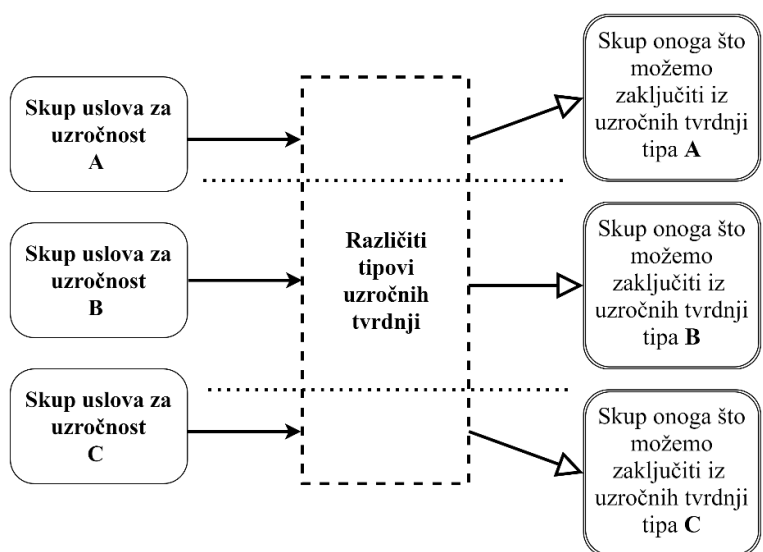 Skup uslova za
uzročnost
A
Skup uslova za
uzročnost
B
Skup uslova za
uzročnost
C
Različiti
tipovi
uzročnih
tvrdnji
Skup onoga što
možemo
zaključiti iz
uzročnih tvrdnji
tipa A
Skup onoga što
možemo
zaključiti iz
uzročnih tvrdnji
tipa B
Skup onoga što
možemo
zaključiti iz
uzročnih tvrdnji
tipa C